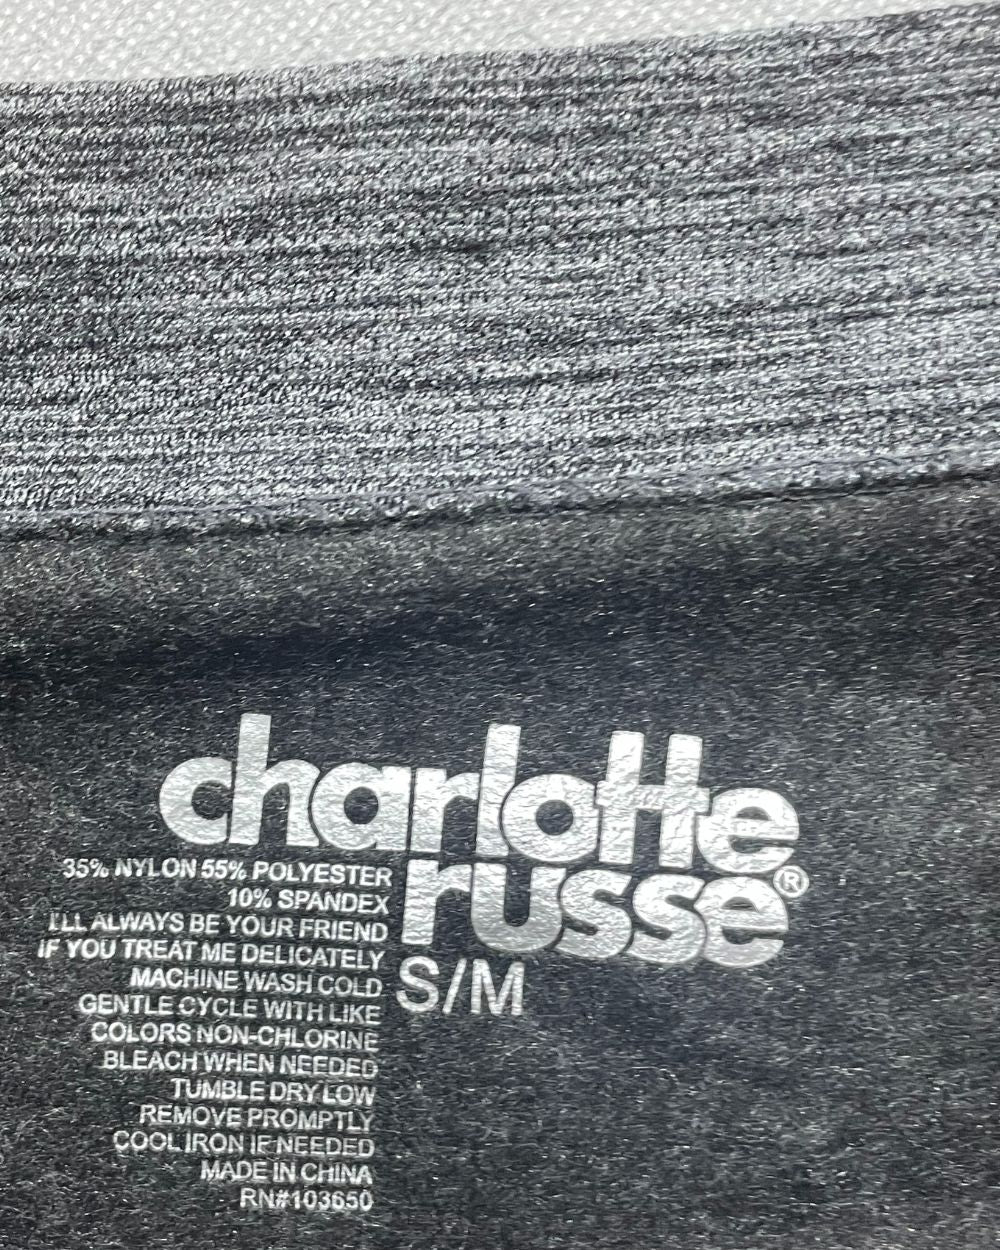 charlotte
russe®
S/M
35% NYLON 55% POLYESTER
10% SPANDEX
I'LL ALWAYS BE YOUR FRIEND
IF YOU TREAT ME DELICATELY
MACHINE WASH COLD
GENTLE CYCLE WITH LIKE
COLORS NON-CHLORINE
BLEACH WHEN NEEDED
TUMBLE DRY LOW
REMOVE PROMPTLY
COOL IRON IF NEEDED
MADE IN CHINA
RN#103650